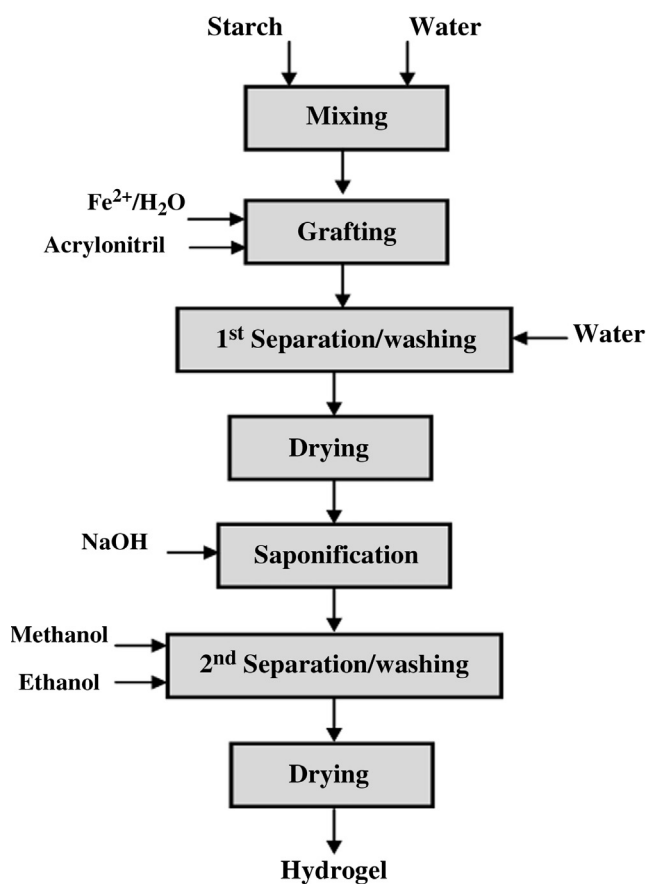 Starch Water
Mixing
Fe²⁺/H₂O
Acrylonitril
Grafting
1ˢᵗ Separation/washing
Water
Drying
NaOH
Saponification
Methanol
Ethanol
2ⁿᵈ Separation/washing
Drying
Hydrogel